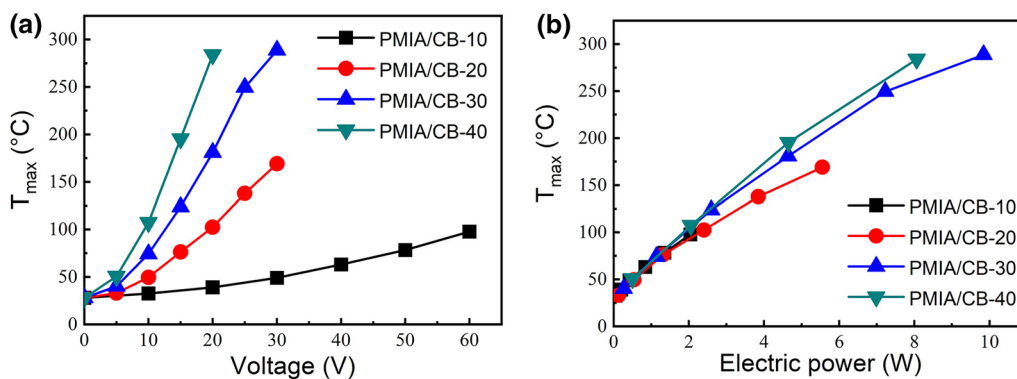 (a)
300
250
200
150
100
50
0
T_max (°C)
0 10 20 30 40 50 60
Voltage (V)
PMIA/CB-10
PMIA/CB-20
PMIA/CB-30
PMIA/CB-40
(b)
300
250
200
150
100
50
0
T_max (°C)
0 2 4 6 8 10
Electric power (W)
PMIA/CB-10
PMIA/CB-20
PMIA/CB-30
PMIA/CB-40